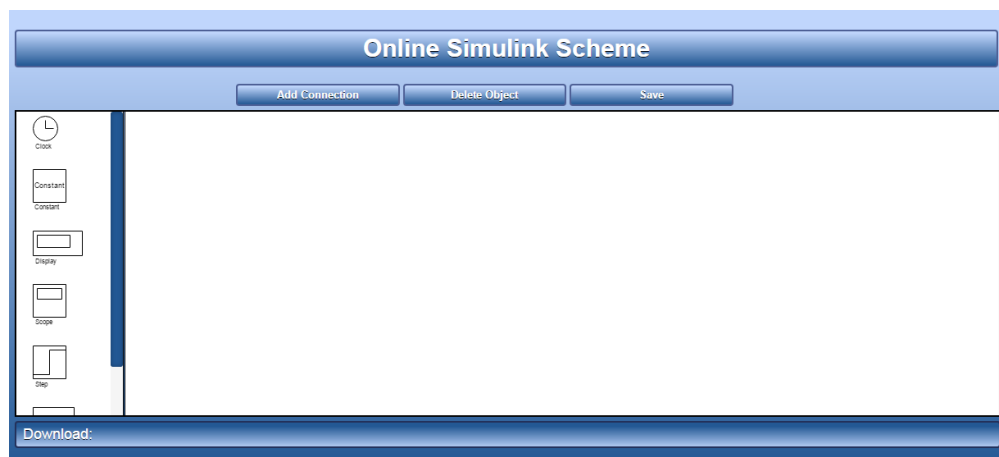 Online Simulink Scheme
Add Connection Delete Object Save
Clock
Constant
Constant
Display
Scope
Step
Download: